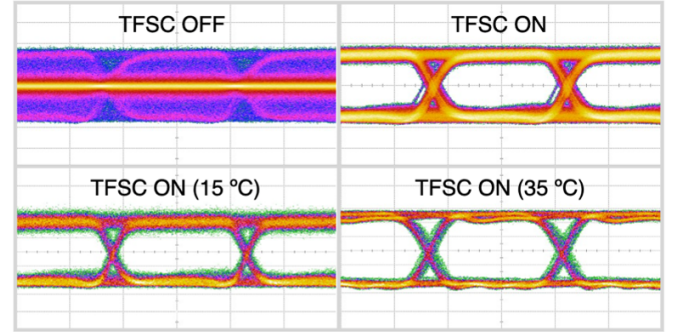 TFSC OFF
TFSC ON
TFSC ON (15 ºC)
TFSC ON (35 ºC)